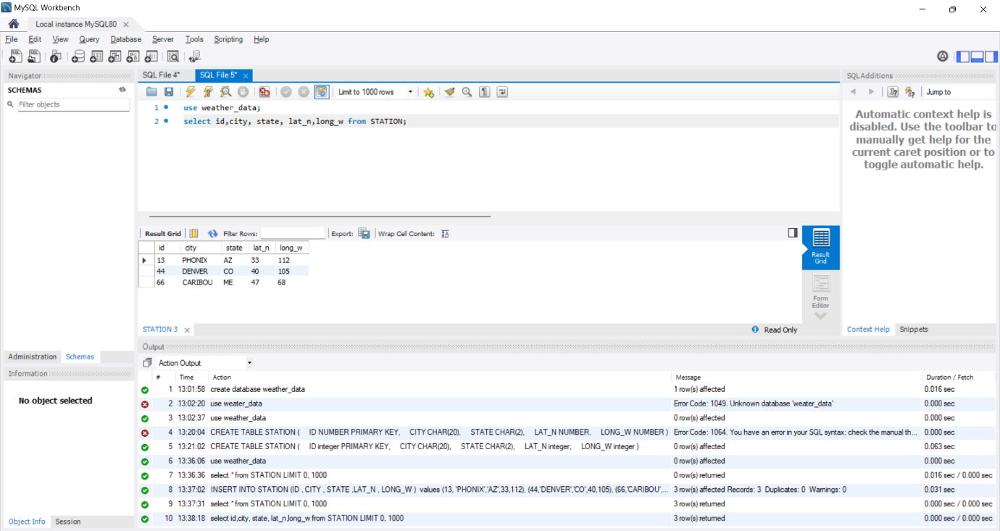 MySQL Workbench
Local instance MySQL80
File Edit View Query Database Server Tools Scripting Help
Navigator
SCHEMAS
Filter objects
Administration Schemas
Information
No object selected
Object Info Session
SQL File 4* SQL File 5*
Limit to 1000 rows
1 use weather_data;
2 select id,city, state, lat_n,long_w from STATION;
Result Grid Filter Rows: Export: Wrap Cell Content:
id city state lat_n long_w
13 PHONIX AZ 33 112
44 DENVER CO 40 105
66 CARIBOU ME 47 68
Result
Grid
Form
Editor
STATION 3 Read Only
SQLAdditions
Jump to
Automatic context help is
disabled. Use the toolbar to
manually get help for the
current caret position or to
toggle automatic help.
Context Help Snippets
Output
Action Output
# Time Action Message Duration / Fetch
1 13:01:58 create database weather_data 1 row(s) affected 0.016 sec
2 13:02:20 use weater_data Error Code: 1049. Unknown database 'weater_data' 0.000 sec
3 13:02:37 use weather_data 0 row(s) affected 0.000 sec
4 13:20:04 CREATE TABLE STATION ( ID NUMBER PRIMARY KEY, CITY CHAR(20), STATE CHAR(2), LAT_N NUMBER, LONG_W NUMBER ) Error Code: 1064. You have an error in your SQL syntax; check the manual th... 0.000 sec
5 13:21:02 CREATE TABLE STATION ( ID integer PRIMARY KEY, CITY CHAR(20), STATE CHAR(2), LAT_N integer, LONG_W integer ) 0 row(s) affected 0.063 sec
6 13:36:06 use weather_data 0 row(s) affected 0.000 sec
7 13:36:36 select * from STATION LIMIT 0, 1000 0 row(s) returned 0.016 sec / 0.000 sec
8 13:37:02 INSERT INTO STATION (ID , CITY , STATE ,LAT_N , LONG_W ) values (13, 'PHONIX','AZ',33,112), (44,'DENVER','CO',40,105), (66,'CARIBOU',... 3 row(s) affected Records: 3 Duplicates: 0 Warnings: 0 0.031 sec
9 13:37:31 select * from STATION LIMIT 0, 1000 3 row(s) returned 0.000 sec / 0.000 sec
10 13:38:18 select id,city, state, lat_n,long_w from STATION LIMIT 0, 1000 3 row(s) returned 0.000 sec / 0.000 sec